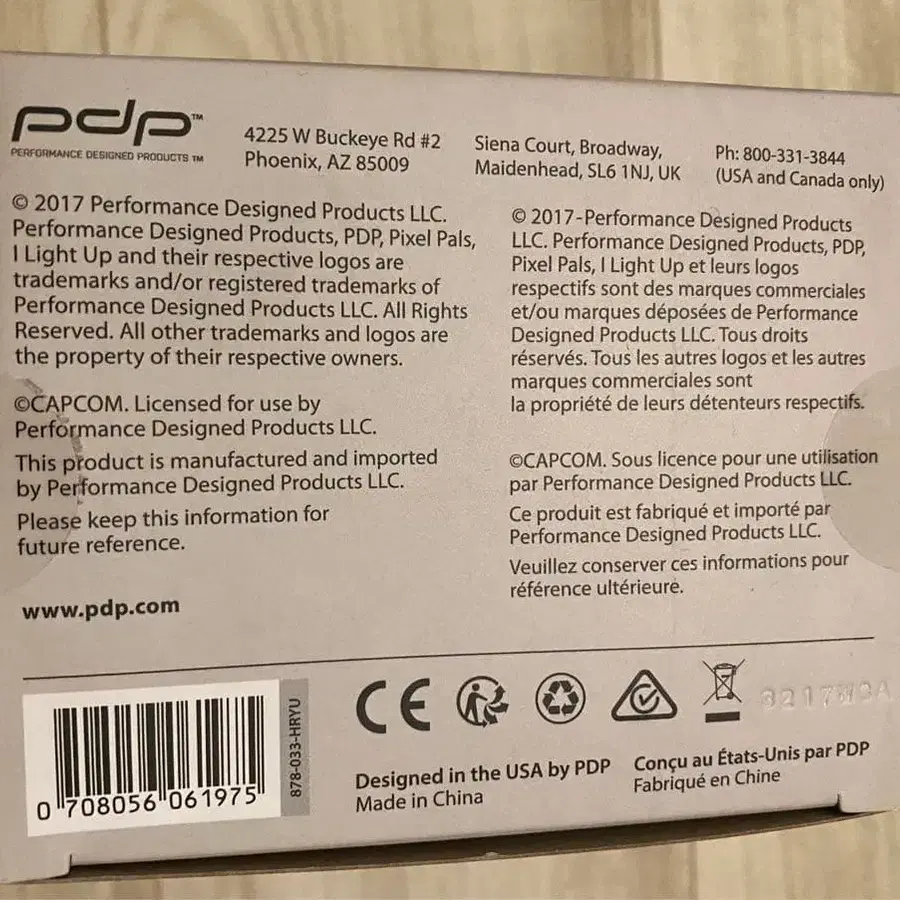 pdp™
PERFORMANCE DESIGNED PRODUCTS TM
4225 W Buckeye Rd #2
Phoenix, AZ 85009
Siena Court, Broadway,
Maidenhead, SL6 1NJ, UK
Ph: 800-331-3844
(USA and Canada only)
© 2017 Performance Designed Products LLC.
Performance Designed Products, PDP, Pixel Pals,
I Light Up and their respective logos are
trademarks and/or registered trademarks of
Performance Designed Products LLC. All Rights
Reserved. All other trademarks and logos are
the property of their respective owners.
©CAPCOM. Licensed for use by
Performance Designed Products LLC.
This product is manufactured and imported
by Performance Designed Products LLC.
Please keep this information for
future reference.
www.pdp.com
© 2017-Performance Designed Products
LLC. Performance Designed Products, PDP,
Pixel Pals, I Light Up et leurs logos
respectifs sont des marques commerciales
et/ou marques déposées de Performance
Designed Products LLC. Tous droits
réservés. Tous les autres logos et les autres
marques commerciales sont
la propriété de leurs détenteurs respectifs.
©CAPCOM. Sous licence pour une utilisation
par Performance Designed Products LLC.
Ce produit est fabriqué et importé par
Performance Designed Products LLC.
Veuillez conserver ces informations pour
référence ultérieure.
0 708056 061975
878-033-HRYU
CE
Designed in the USA by PDP
Made in China
Conçu au États-Unis par PDP
Fabriqué en Chine